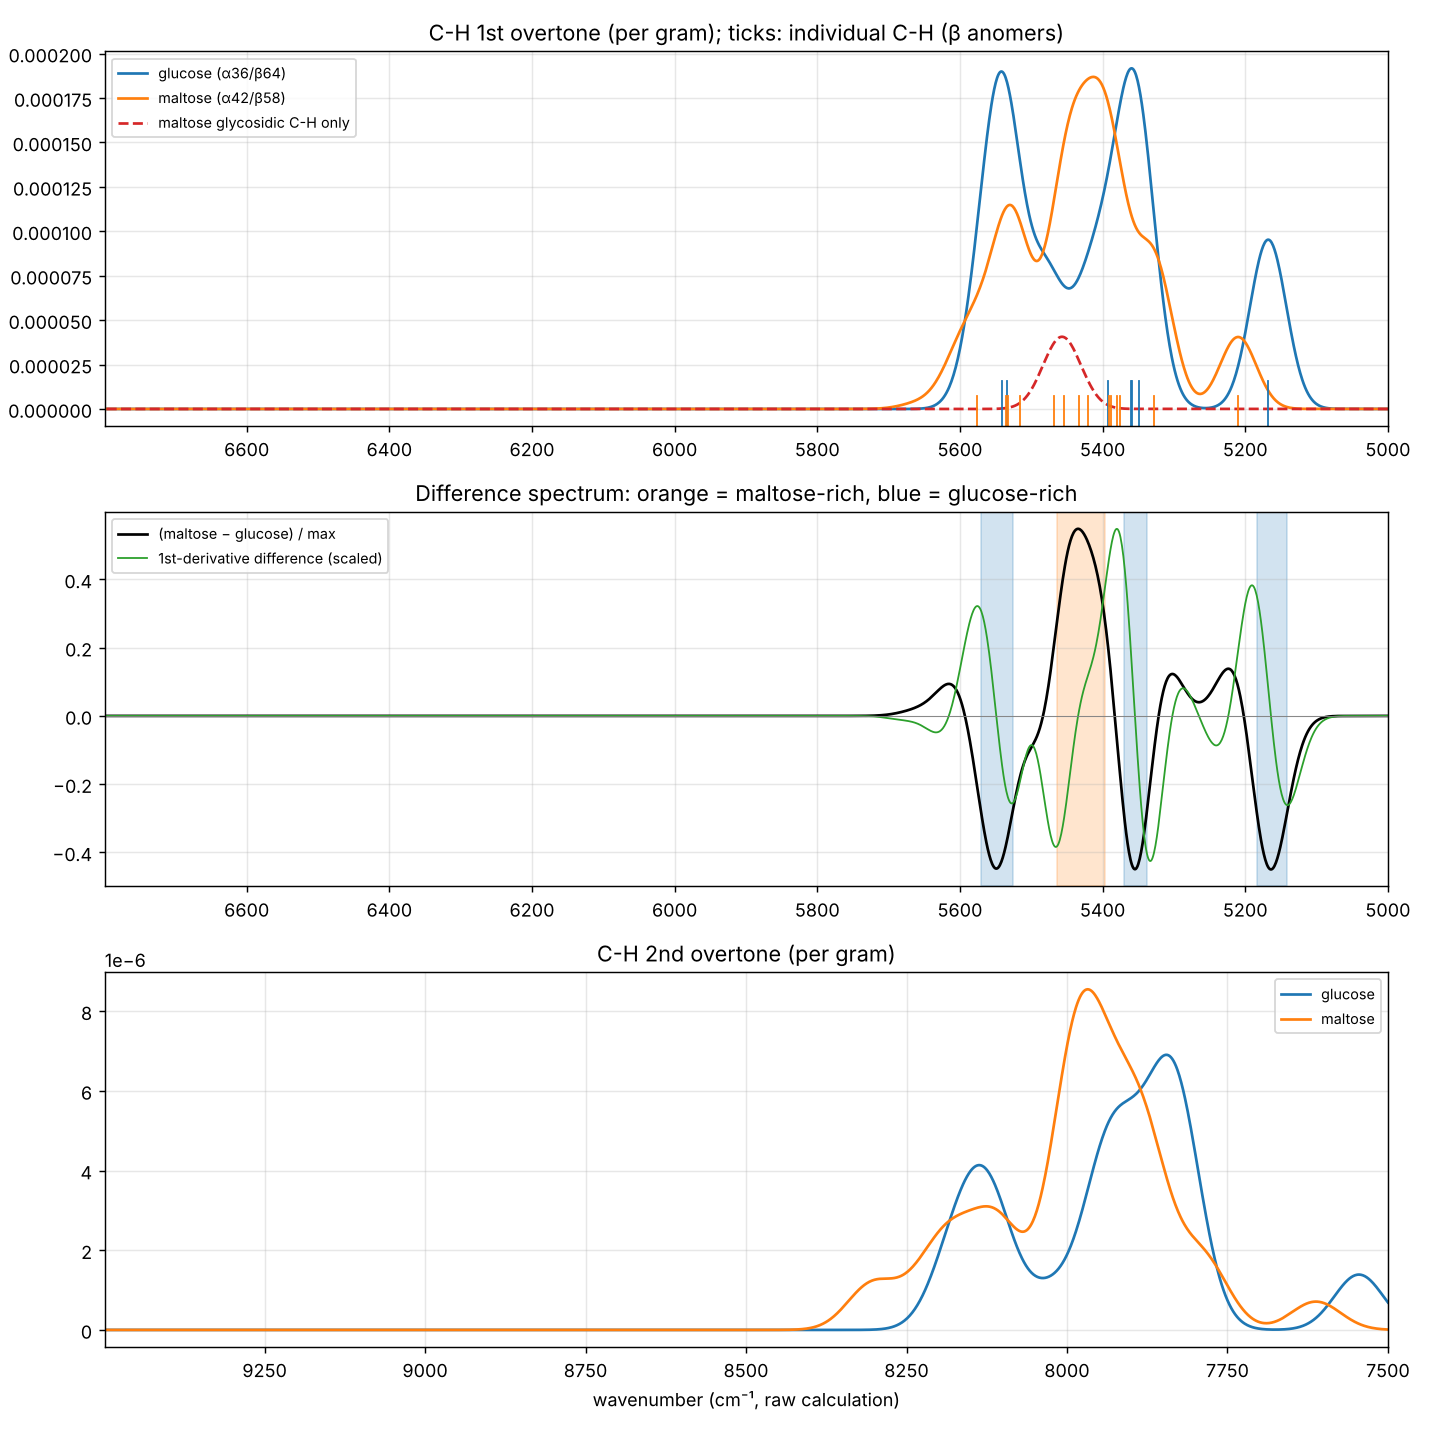 C-H 1st overtone (per gram); ticks: individual C-H (β anomers)
0.000200
0.000175
0.000150
0.000125
0.000100
0.000075
0.000050
0.000025
0.000000
glucose (α36/β64)
maltose (α42/β58)
maltose glycosidic C-H only
6600 6400 6200 6000 5800 5600 5400 5200 5000
Difference spectrum: orange = maltose-rich, blue = glucose-rich
(maltose − glucose) / max
1st-derivative difference (scaled)
0.4
0.2
0.0
−0.2
−0.4
6600 6400 6200 6000 5800 5600 5400 5200 5000
C-H 2nd overtone (per gram)
1e−6
8
6
4
2
0
glucose
maltose
9250 9000 8750 8500 8250 8000 7750 7500
wavenumber (cm⁻¹, raw calculation)